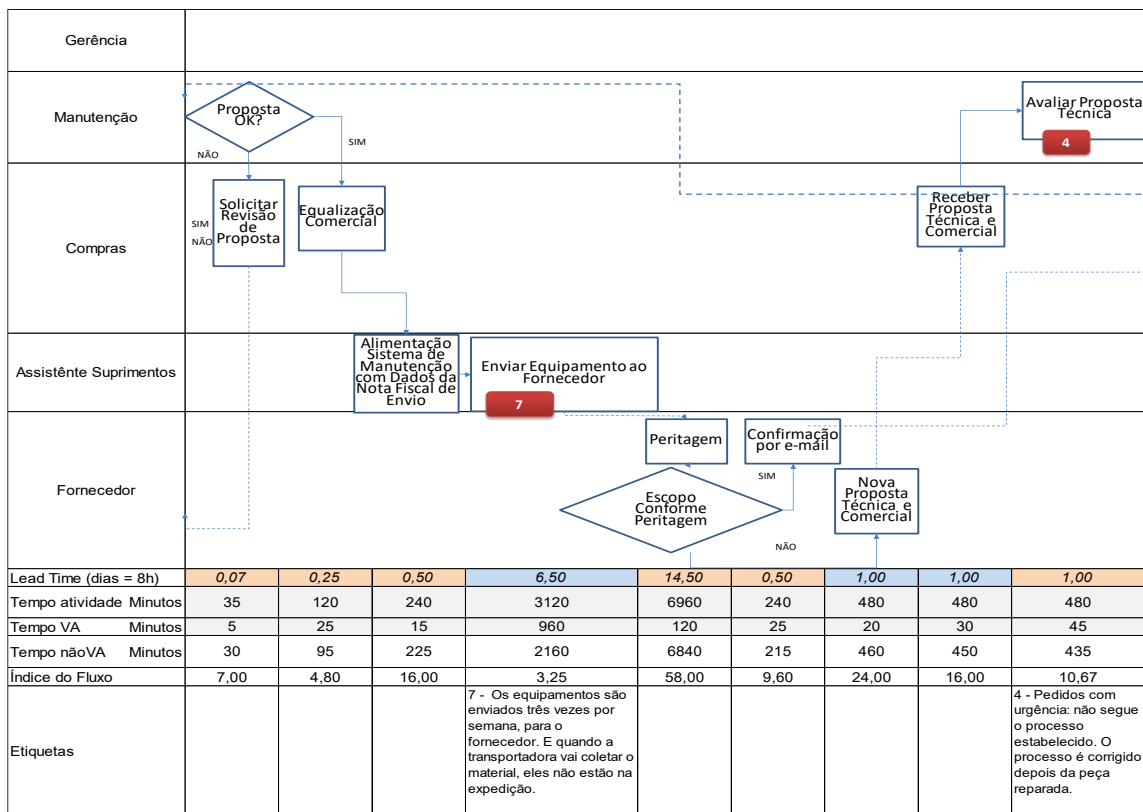 Gerência
Manutenção
Proposta
OK?
SIM
NÃO
Avaliar Proposta
Técnica
4
Compras
Solicitar
Revisão
de
Proposta
SIM
NÃO
Equalização
Comercial
Receber
Proposta
Técnica e
Comercial
Assistênte Suprimentos
Alimentação
Sistema de
Manutenção
com Dados da
Nota Fiscal de
Envio
Enviar Equipamento ao
Fornecedor
7
Fornecedor
Peritagem
Confirmação
por e-mail
SIM
Escopo
Conforme
Peritagem
NÃO
Nova
Proposta
Técnica e
Comercial
Lead Time (dias = 8h) 0,07 0,25 0,50 6,50 14,50 0,50 1,00 1,00 1,00
Tempo atividade Minutos 35 120 240 3120 6960 240 480 480 480
Tempo VA Minutos 5 25 15 960 120 25 20 30 45
Tempo nãoVA Minutos 30 95 225 2160 6840 215 460 450 435
Índice do Fluxo 7,00 4,80 16,00 3,25 58,00 9,60 24,00 16,00 10,67
Etiquetas
7 - Os equipamentos são
enviados três vezes por
semana, para o
fornecedor. E quando a
transportadora vai coletar o
material, eles não estão na
expedição.
4 - Pedidos com
urgência: não segue
o processo
estabelecido. O
processo é corrigido
depois da peça
reparada.